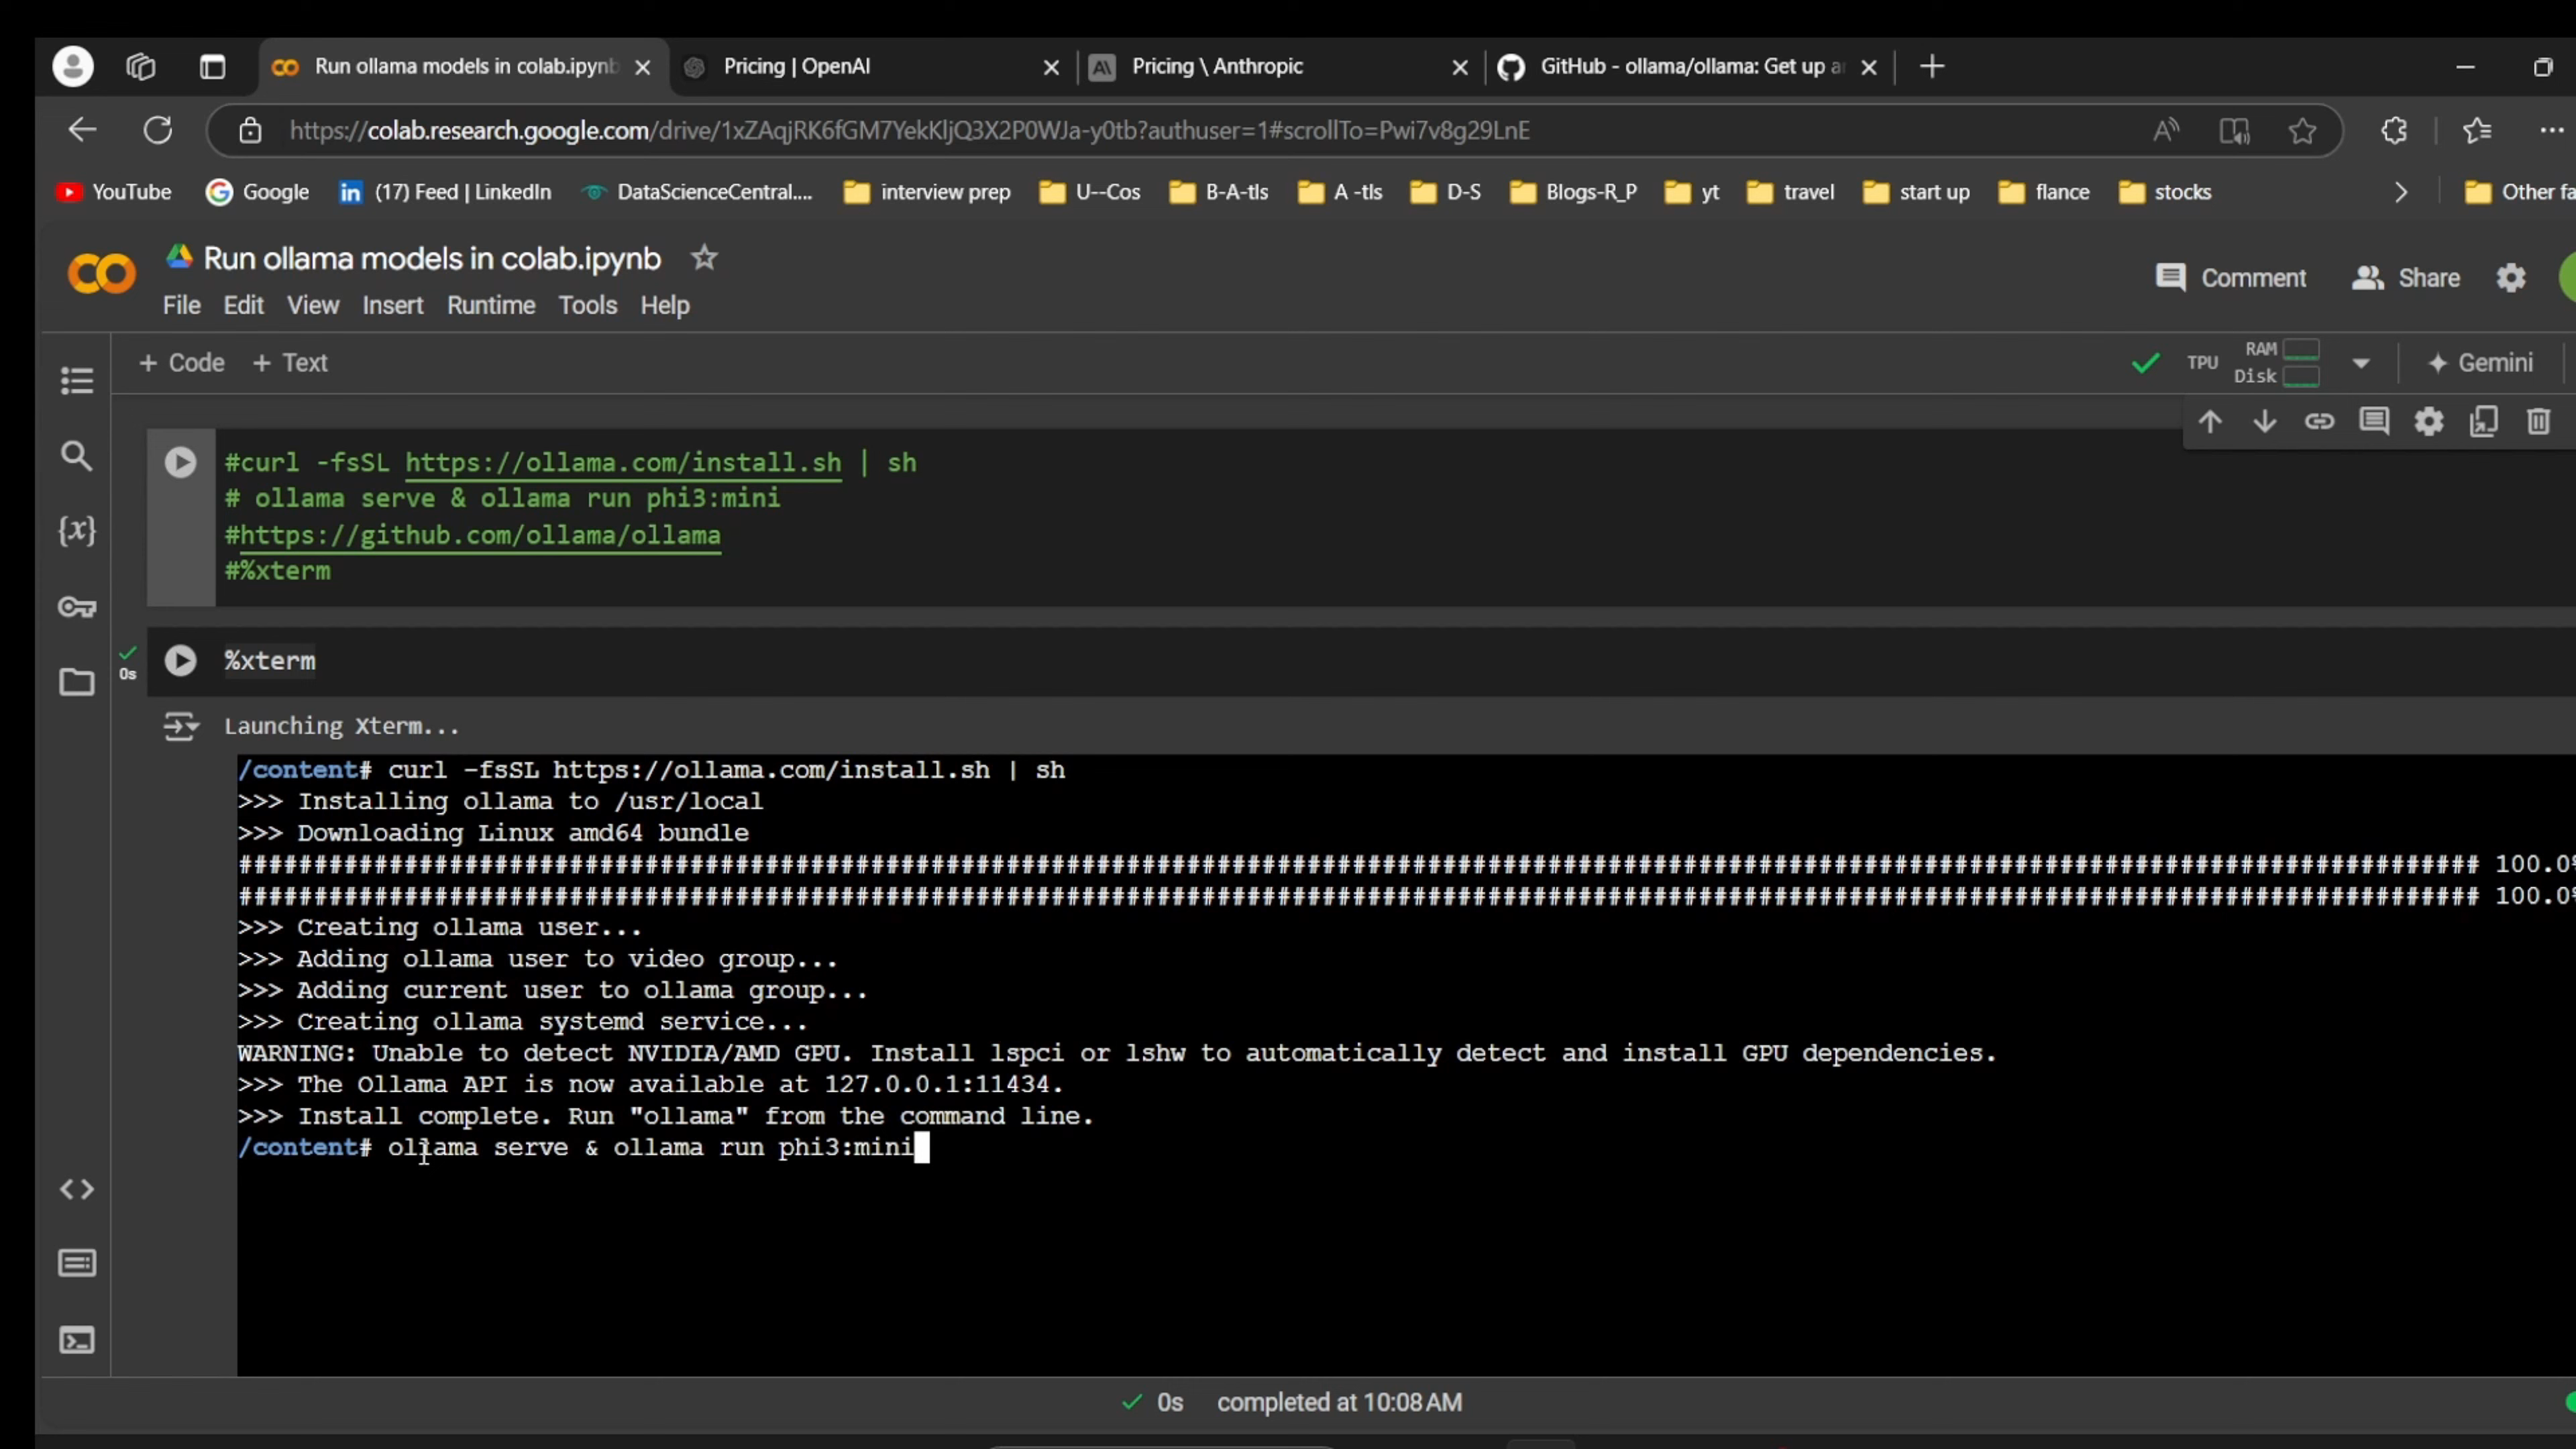 Run ollama models in colab.ipynb
Pricing | OpenAI
Pricing \ Anthropic
GitHub - ollama/ollama: Get up
https://colab.research.google.com/drive/1xZAqjRK6fGM7YekKljQ3X2P0WJa-y0tb?authuser=1#scrollTo=Pwi7v8g29LnE
YouTube
Google
(17) Feed | LinkedIn
DataScienceCentral....
interview prep
U--Cos
B-A-tls
A -tls
D-S
Blogs-R_P
yt
travel
start up
flance
stocks
Other fa
Run ollama models in colab.ipynb
Comment
Share
File Edit View Insert Runtime Tools Help
+ Code + Text
TPU
RAM
Disk
Gemini
#curl -fsSL https://ollama.com/install.sh | sh
# ollama serve & ollama run phi3:mini
#https://github.com/ollama/ollama
#%xterm
{x}
0s
%xterm
Launching Xterm...
/content# curl -fsSL https://ollama.com/install.sh | sh
>>> Installing ollama to /usr/local
>>> Downloading Linux amd64 bundle
################################################################################ 100.0%
################################################################################ 100.0%
>>> Creating ollama user...
>>> Adding ollama user to video group...
>>> Adding current user to ollama group...
>>> Creating ollama systemd service...
WARNING: Unable to detect NVIDIA/AMD GPU. Install lspci or lshw to automatically detect and install GPU dependencies.
>>> The Ollama API is now available at 127.0.0.1:11434.
>>> Install complete. Run "ollama" from the command line.
/content# ollama serve & ollama run phi3:mini
0s completed at 10:08 AM